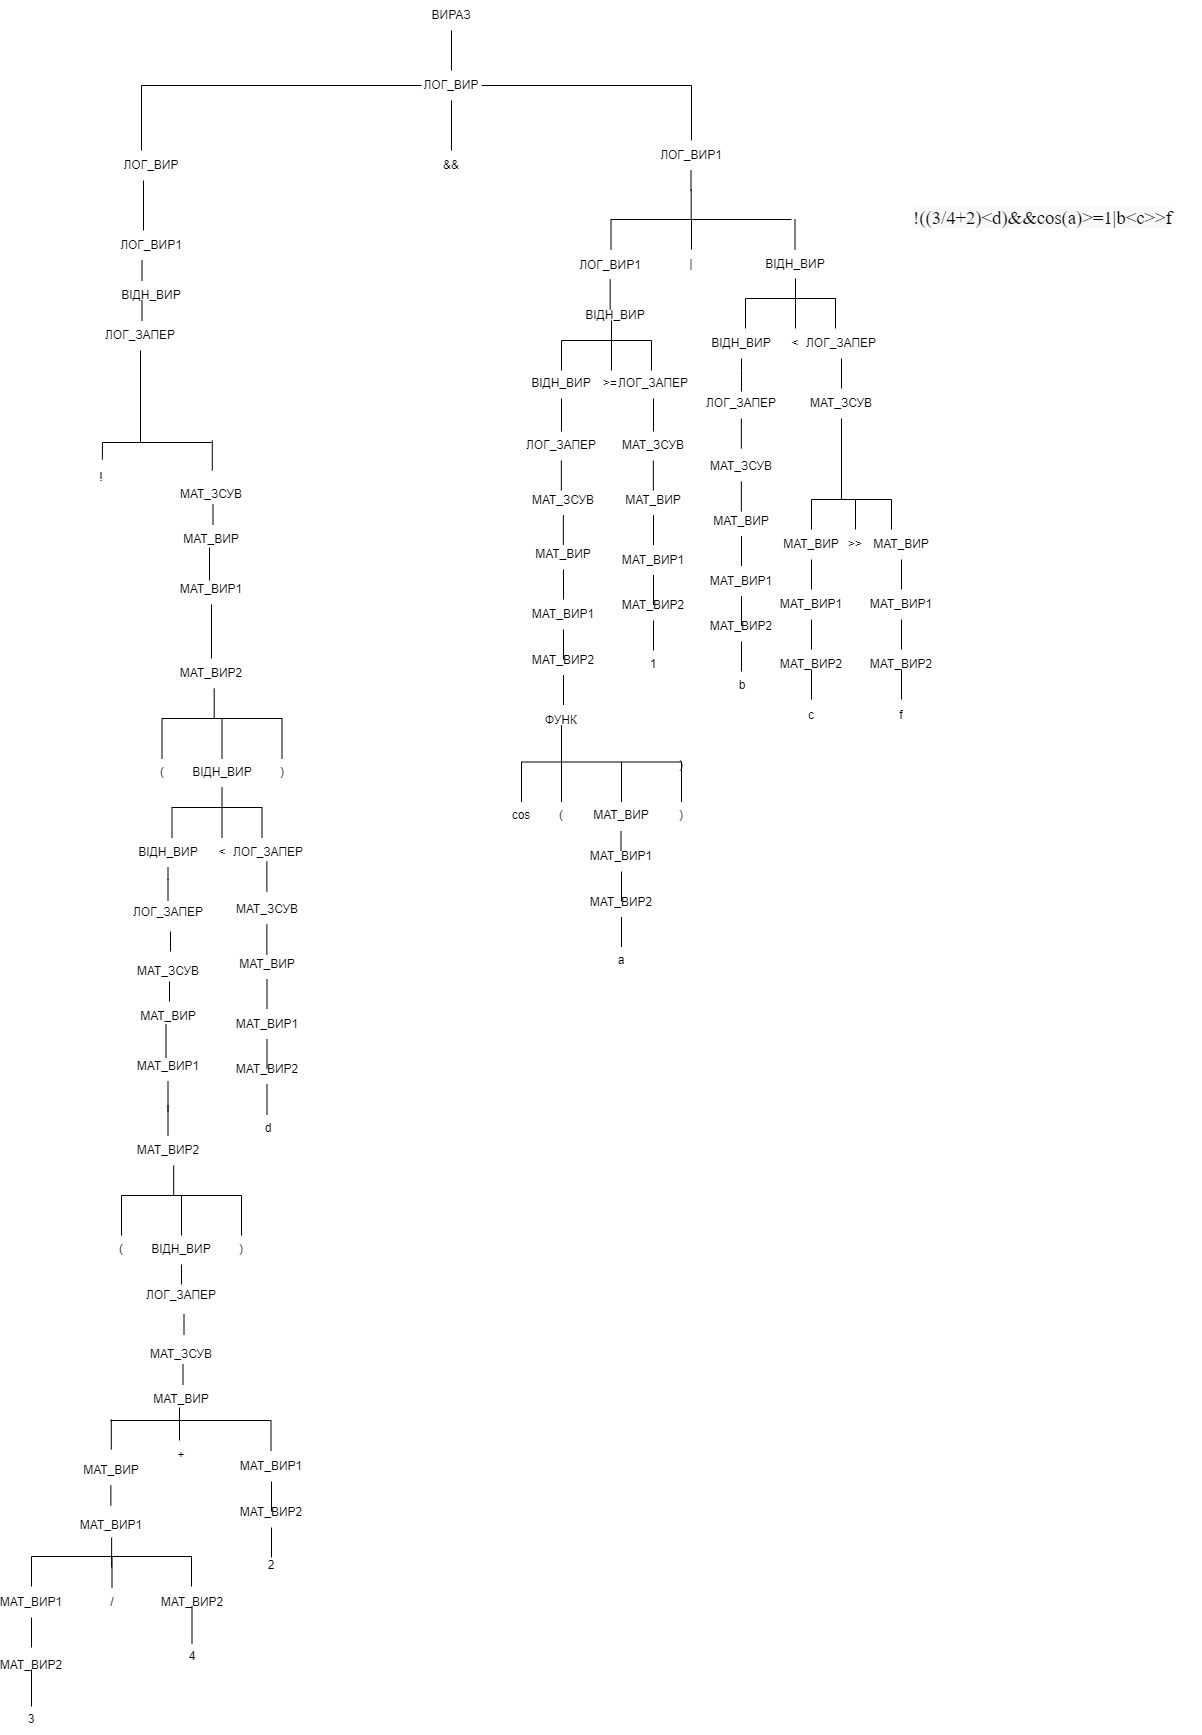 ВИРАЗ
ЛОГ_ВИР
ЛОГ_ВИР && ЛОГ_ВИР1
!((3/4+2)<d)&&cos(a)>=1|b<c>>f
ЛОГ_ВИР1 ЛОГ_ВИР1 | ВІДН_ВИР
ВІДН_ВИР ВІДН_ВИР
ЛОГ_ЗАПЕР ВІДН_ВИР < ЛОГ_ЗАПЕР
ВІДН_ВИР >= ЛОГ_ЗАПЕР ЛОГ_ЗАПЕР МАТ_ЗСУВ
ЛОГ_ЗАПЕР МАТ_ЗСУВ МАТ_ЗСУВ
!
МАТ_ЗСУВ МАТ_ЗСУВ МАТ_ВИР МАТ_ВИР
МАТ_ВИР МАТ_ВИР МАТ_ВИР1 МАТ_ВИР >> МАТ_ВИР
МАТ_ВИР1 МАТ_ВИР1 МАТ_ВИР2 МАТ_ВИР1 МАТ_ВИР1 МАТ_ВИР1
МАТ_ВИР2 МАТ_ВИР2 1 МАТ_ВИР2 МАТ_ВИР2 МАТ_ВИР2
b
ФУНК c f
( ВІДН_ВИР ) )
cos ( МАТ_ВИР )
ВІДН_ВИР < ЛОГ_ЗАПЕР МАТ_ВИР1
ЛОГ_ЗАПЕР МАТ_ЗСУВ МАТ_ВИР2
МАТ_ЗСУВ МАТ_ВИР a
МАТ_ВИР МАТ_ВИР1
МАТ_ВИР1 МАТ_ВИР2
d
МАТ_ВИР2
( ВІДН_ВИР )
ЛОГ_ЗАПЕР
МАТ_ЗСУВ
МАТ_ВИР
МАТ_ВИР + МАТ_ВИР1
МАТ_ВИР1 МАТ_ВИР2
2
МАТ_ВИР1 / МАТ_ВИР2
МАТ_ВИР2 4
3